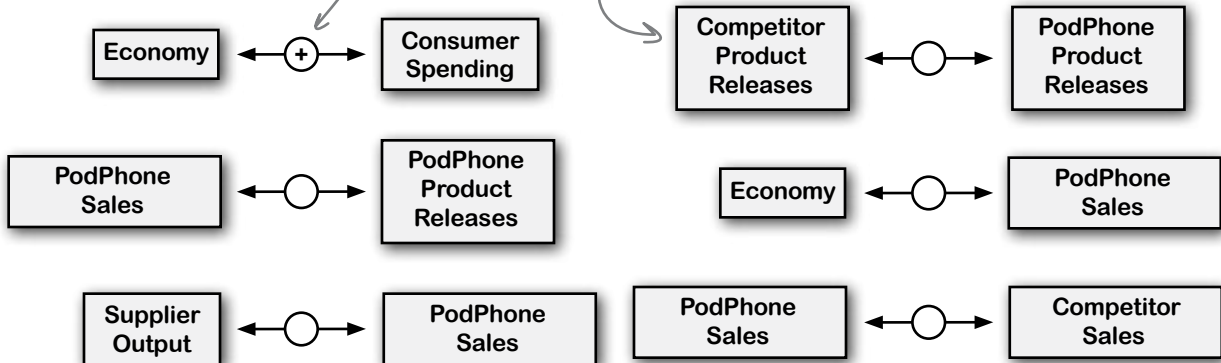 Economy
+
Consumer
Spending
Competitor
Product
Releases
PodPhone
Product
Releases
PodPhone
Sales
PodPhone
Product
Releases
Economy
PodPhone
Sales
Supplier
Output
PodPhone
Sales
PodPhone
Sales
Competitor
Sales